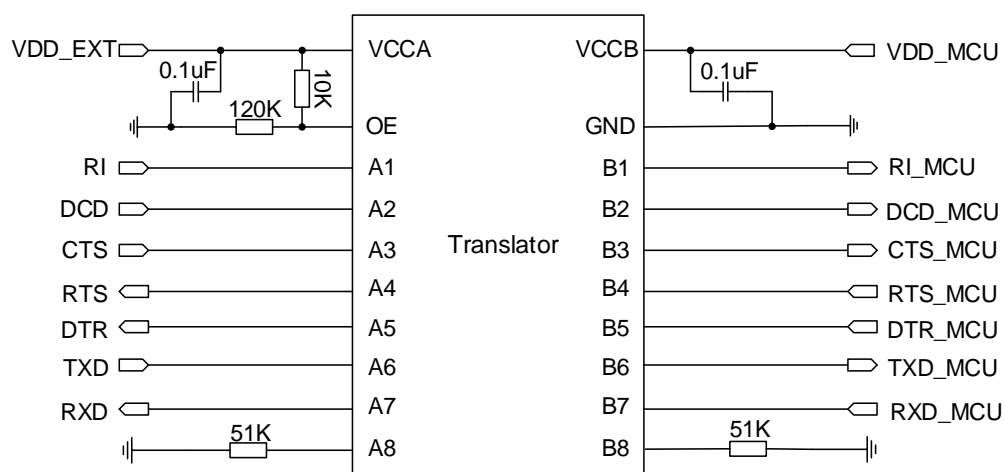 VDD_EXT VCCA VCCB VDD_MCU
0.1uF 10K 0.1uF
120K OE GND
RI A1 B1 RI_MCU
DCD A2 B2 DCD_MCU
CTS A3 Translator B3 CTS_MCU
RTS A4 B4 RTS_MCU
DTR A5 B5 DTR_MCU
TXD A6 B6 TXD_MCU
RXD A7 B7 RXD_MCU
51K A8 B8 51K